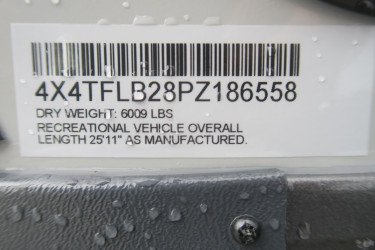 4X4TFLB28PZ186558
DRY WEIGHT: 6009 LBS
RECREATIONAL VEHICLE OVERALL
LENGTH 25'11" AS MANUFACTURED.